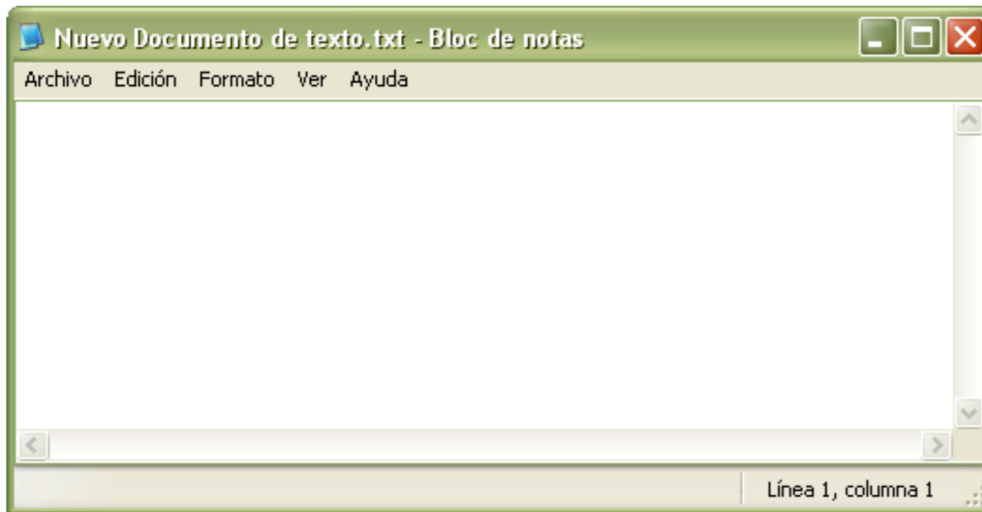 Nuevo Documento de texto.txt - Bloc de notas
Archivo Edición Formato Ver Ayuda
Línea 1, columna 1